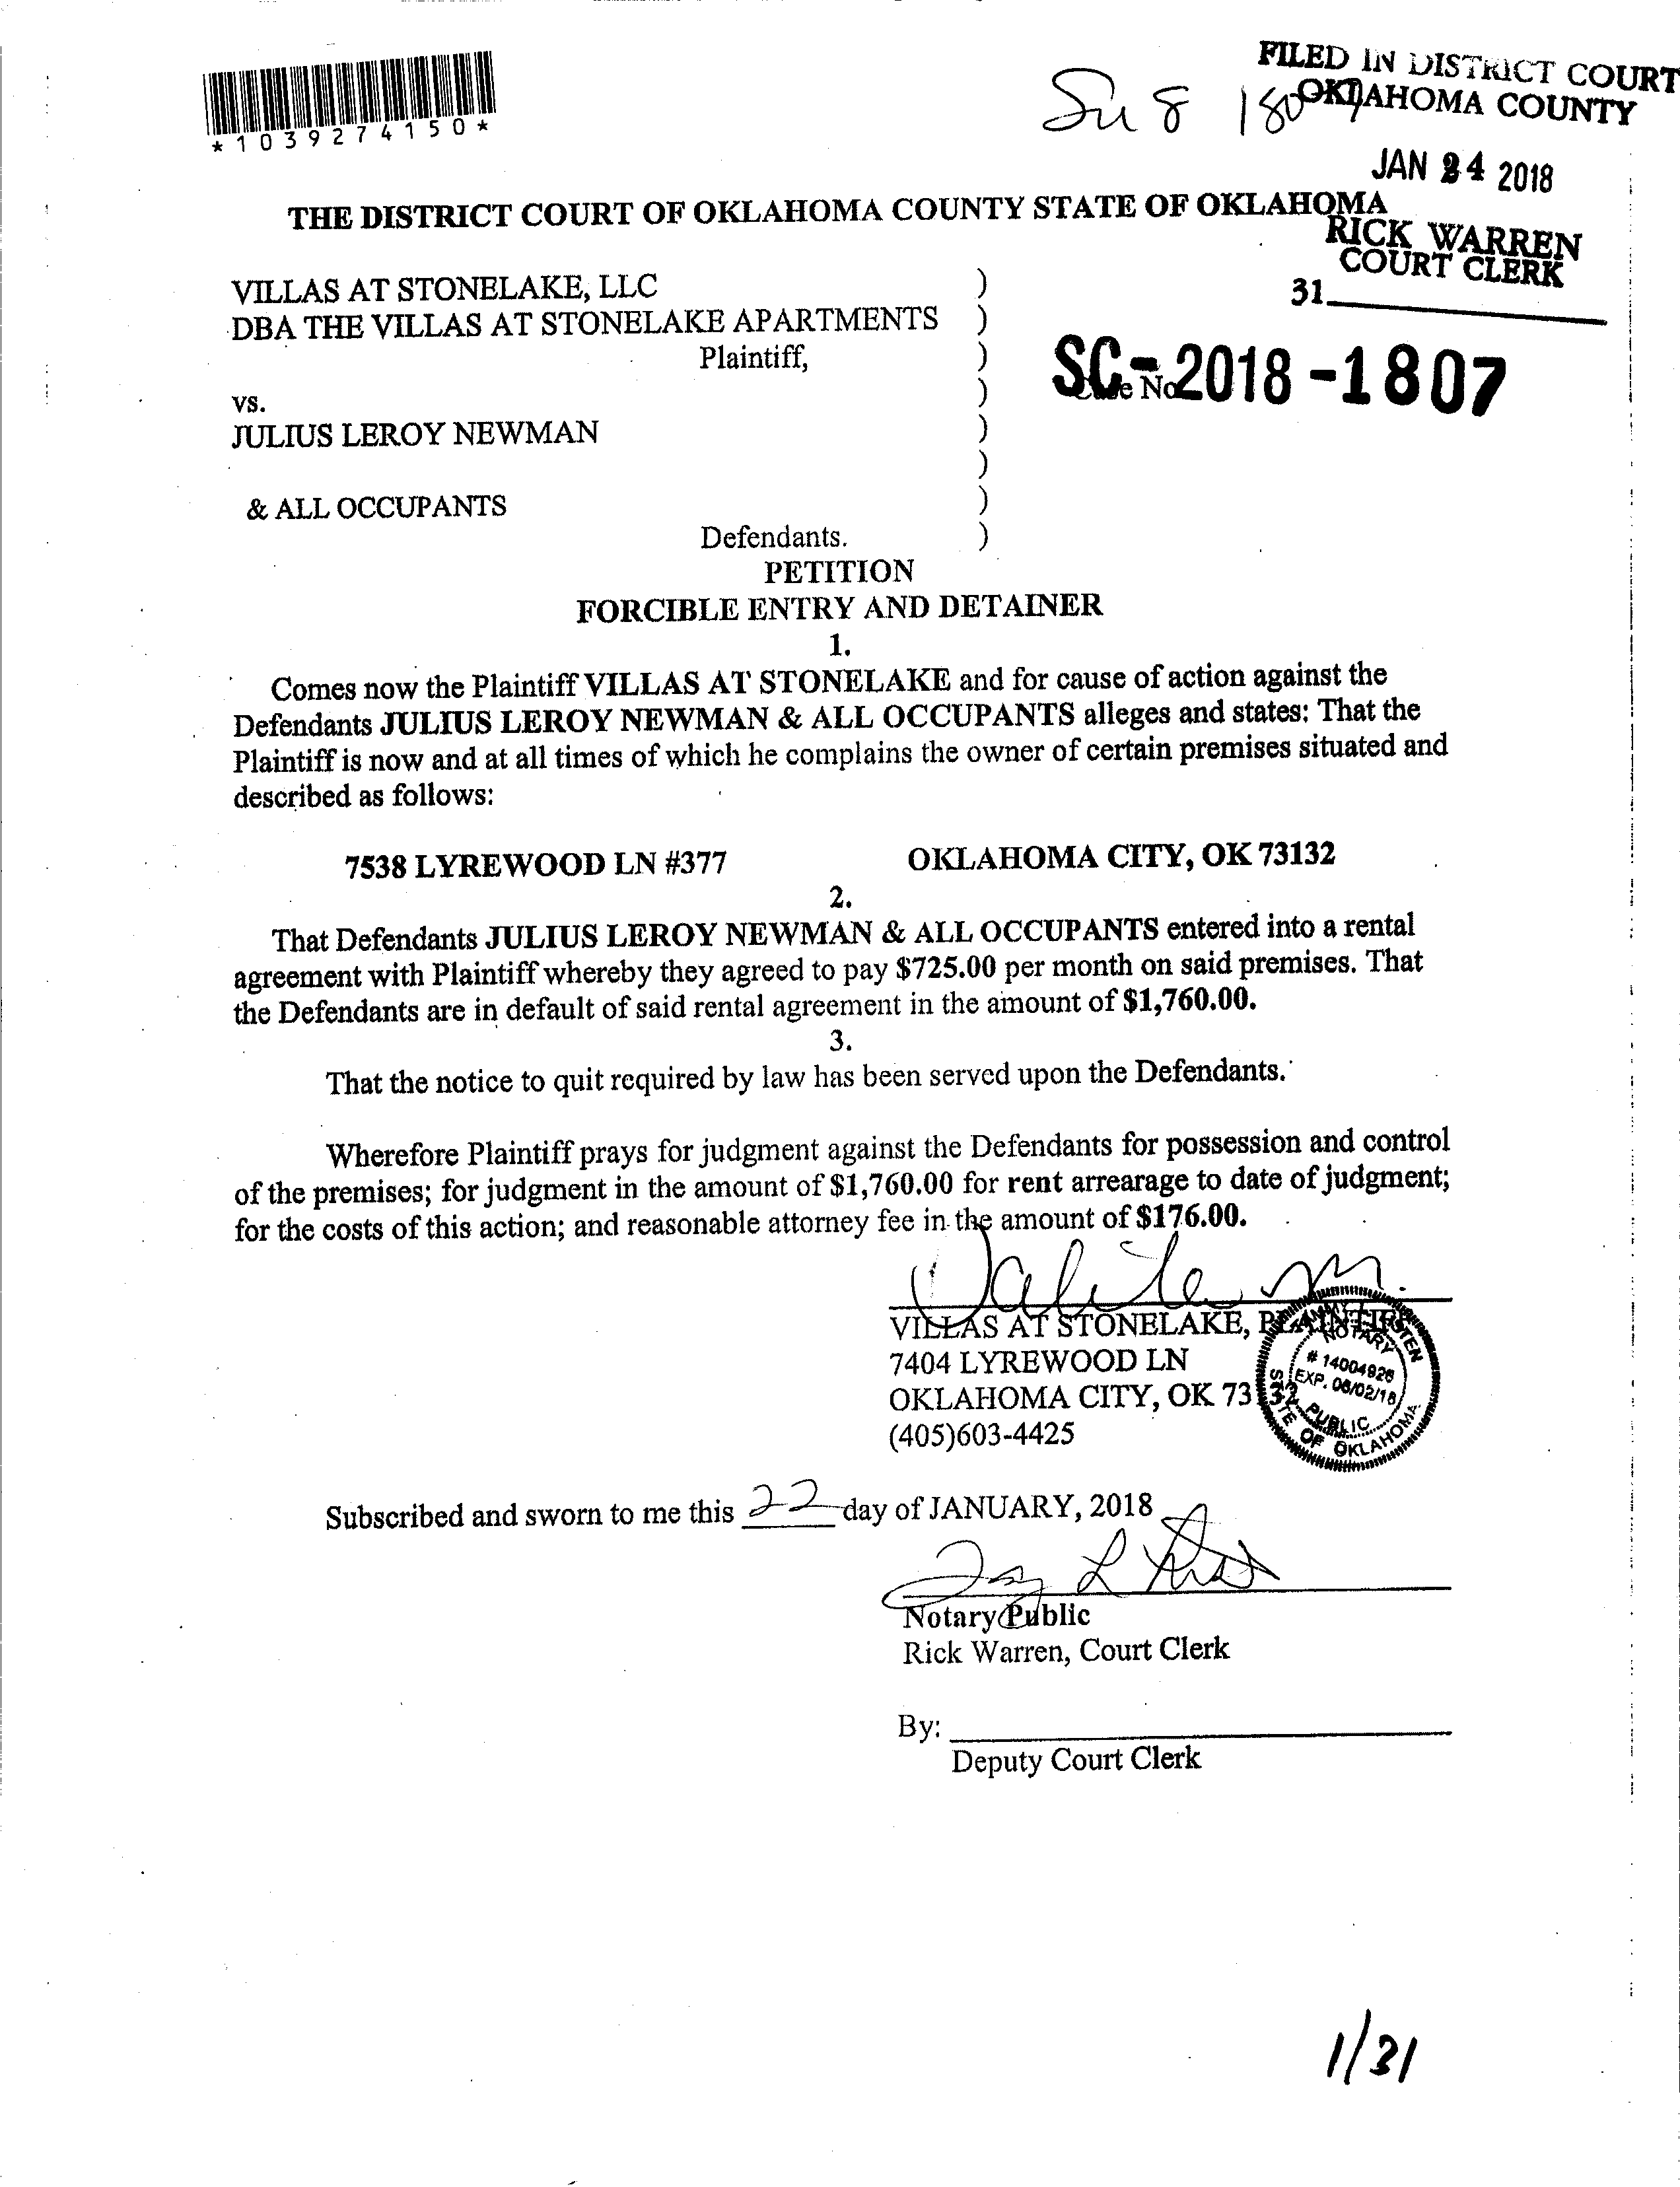 *1039274150*
FILED IN DISTRICT COURT
OKLAHOMA COUNTY
JAN 24 2018
RICK WARREN
COURT CLERK
31
THE DISTRICT COURT OF OKLAHOMA COUNTY STATE OF OKLAHOMA
VILLAS AT STONELAKE, LLC )
DBA THE VILLAS AT STONELAKE APARTMENTS )
Plaintiff, )
SC-2018-1807
vs. )
JULIUS LEROY NEWMAN )
)
& ALL OCCUPANTS )
Defendants. )
PETITION
FORCIBLE ENTRY AND DETAINER
1.
Comes now the Plaintiff VILLAS AT STONELAKE and for cause of action against the
Defendants JULIUS LEROY NEWMAN & ALL OCCUPANTS alleges and states: That the
Plaintiff is now and at all times of which he complains the owner of certain premises situated and
described as follows:
7538 LYREWOOD LN #377 OKLAHOMA CITY, OK 73132
2.
That Defendants JULIUS LEROY NEWMAN & ALL OCCUPANTS entered into a rental
agreement with Plaintiff whereby they agreed to pay $725.00 per month on said premises. That
the Defendants are in default of said rental agreement in the amount of $1,760.00.
3.
That the notice to quit required by law has been served upon the Defendants.
Wherefore Plaintiff prays for judgment against the Defendants for possession and control
of the premises; for judgment in the amount of $1,760.00 for rent arrearage to date of judgment;
for the costs of this action; and reasonable attorney fee in the amount of $176.00.
VILLAS AT STONELAKE, PLAINTIFF
7404 LYREWOOD LN
OKLAHOMA CITY, OK 73132
(405)603-4425
NOTARY
# 14004926
EXP. 06/02/18
PUBLIC
STATE OF OKLAHOMA
Subscribed and sworn to me this 22 day of JANUARY, 2018
Notary Public
Rick Warren, Court Clerk
By:
Deputy Court Clerk
1/31